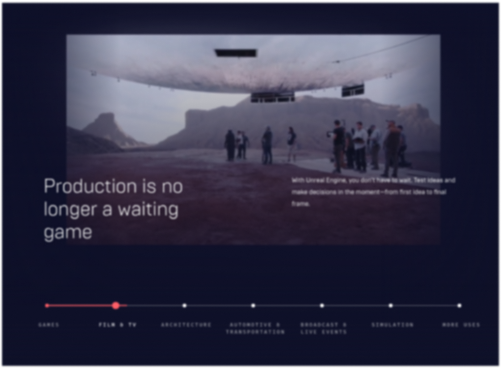 Production is no
longer a waiting
game
With Unreal Engine, you don't have to wait. Test ideas and
make decisions in the moment—from first idea to final
frame.
GAMES
FILM & TV
ARCHITECTURE
AUTOMOTIVE &
TRANSPORTATION
BROADCAST &
LIVE EVENTS
SIMULATION
MORE USES